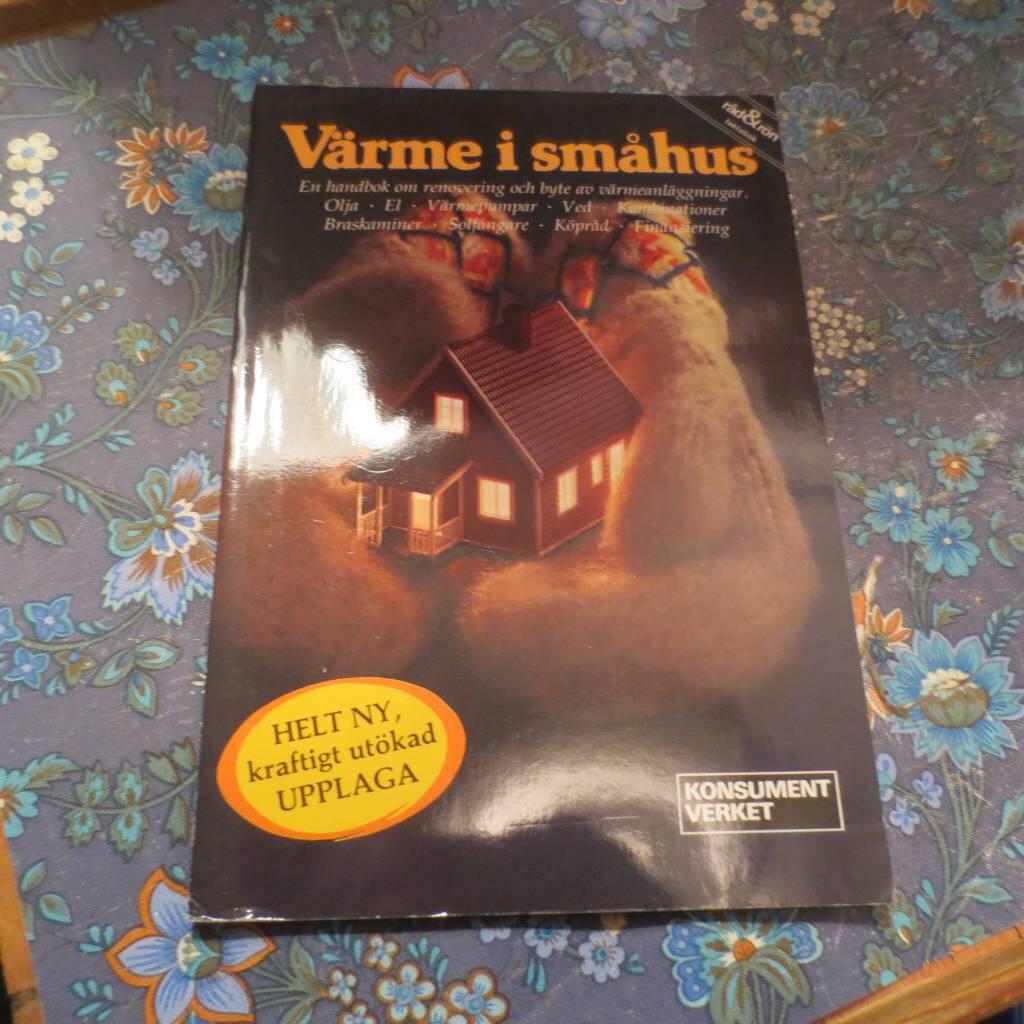 råd&rön
faktabok
Värme i småhus
En handbok om renovering och byte av värmeanläggningar.
Olja · El · Värmepumpar · Ved · Kombinationer
Braskaminer · Solfångare · Köpråd · Finansiering
HELT NY,
kraftigt utökad
UPPLAGA
KONSUMENT
VERKET